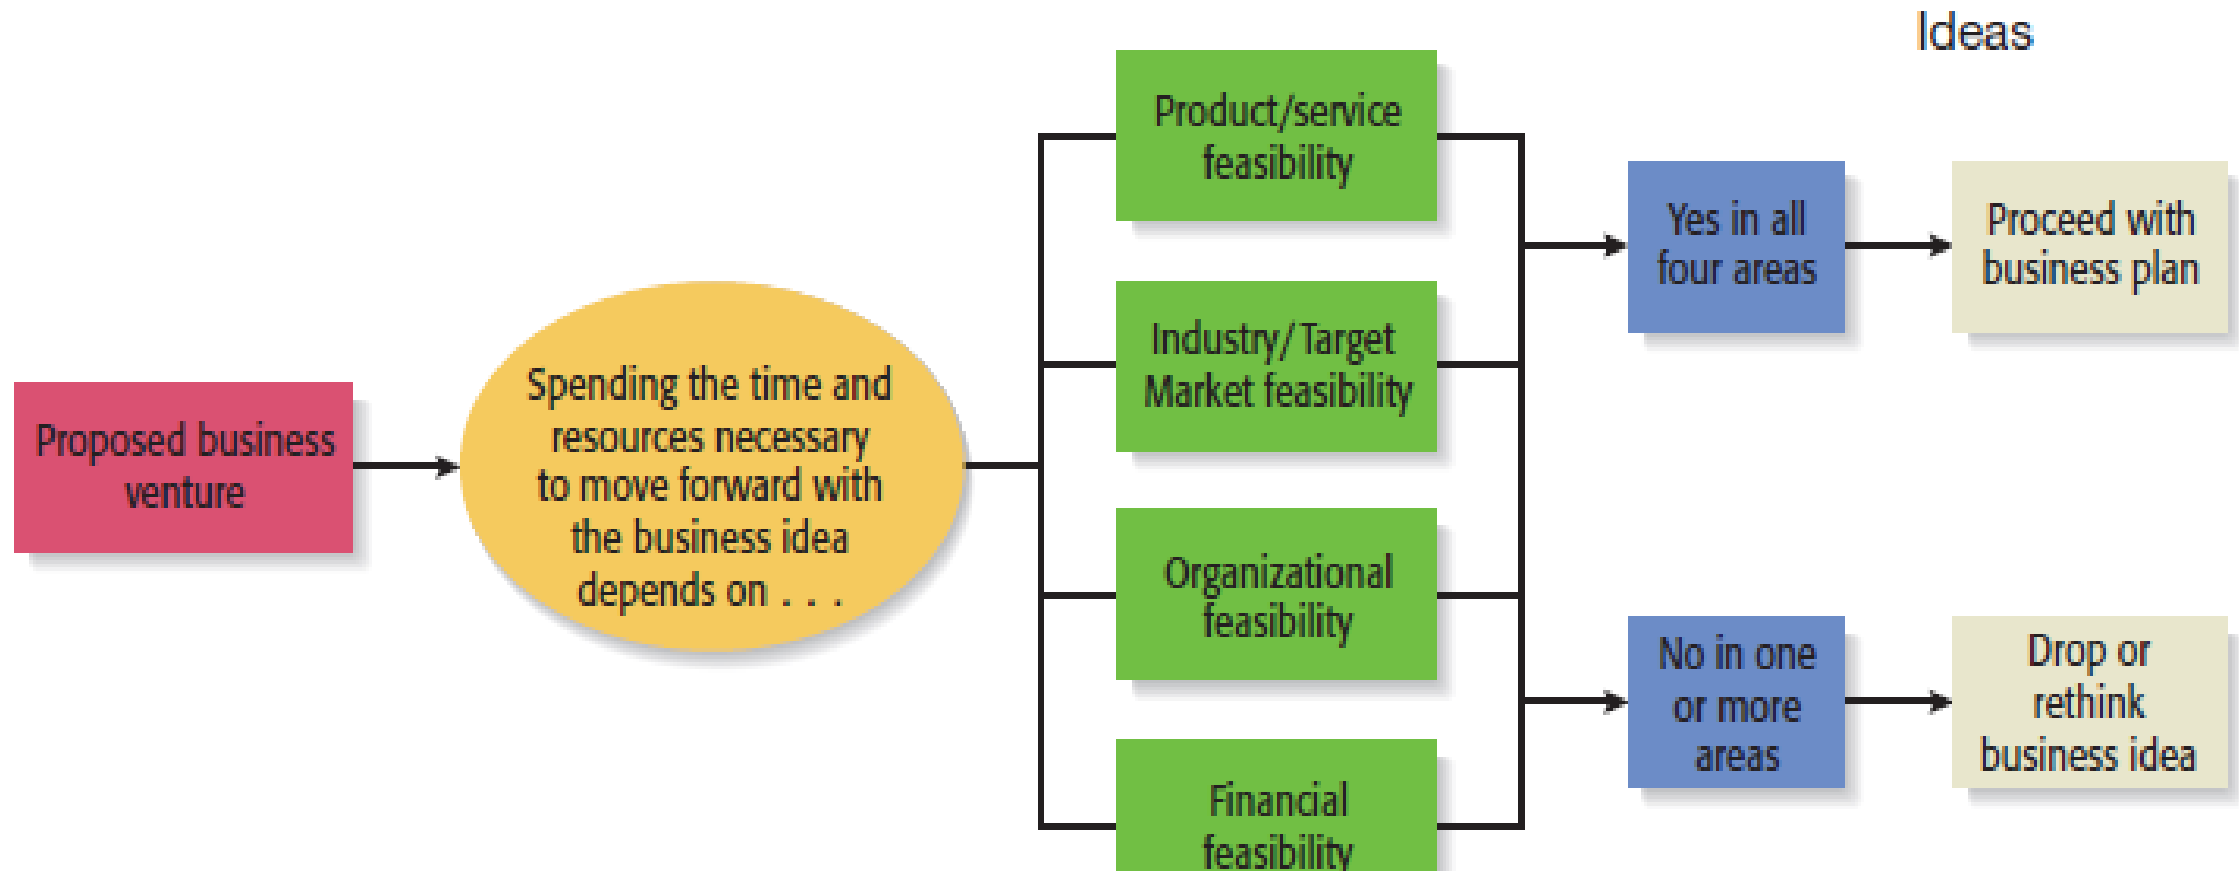 Ideas
Proposed business
venture
Spending the time and
resources necessary
to move forward with
the business idea
depends on . . .
Product/service
feasibility
Industry/Target
Market feasibility
Organizational
feasibility
Financial
feasibility
Yes in all
four areas
Proceed with
business plan
No in one
or more
areas
Drop or
rethink
business idea